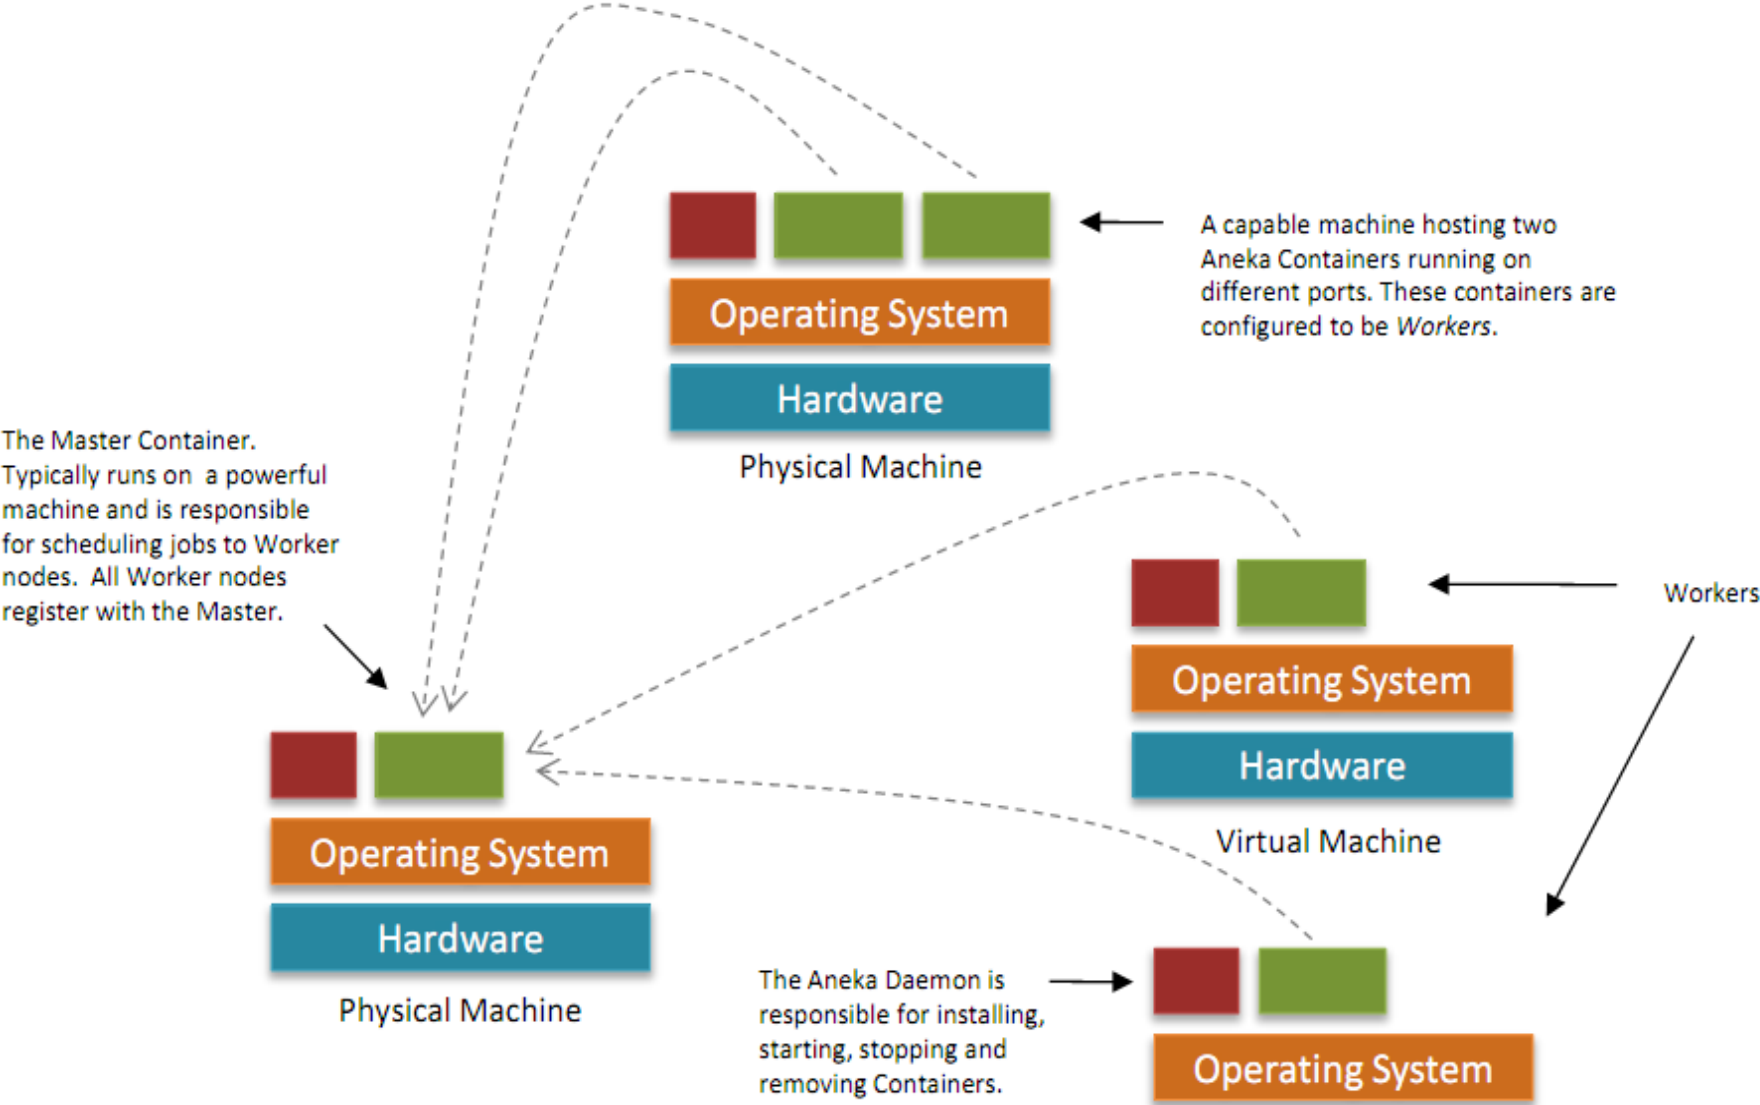 A capable machine hosting two
Aneka Containers running on
different ports. These containers are
configured to be Workers.
Operating System
Hardware
Physical Machine
The Master Container.
Typically runs on a powerful
machine and is responsible
for scheduling jobs to Worker
nodes. All Worker nodes
register with the Master.
Workers
Operating System
Hardware
Virtual Machine
Operating System
Hardware
Physical Machine
The Aneka Daemon is
responsible for installing,
starting, stopping and
removing Containers.
Operating System